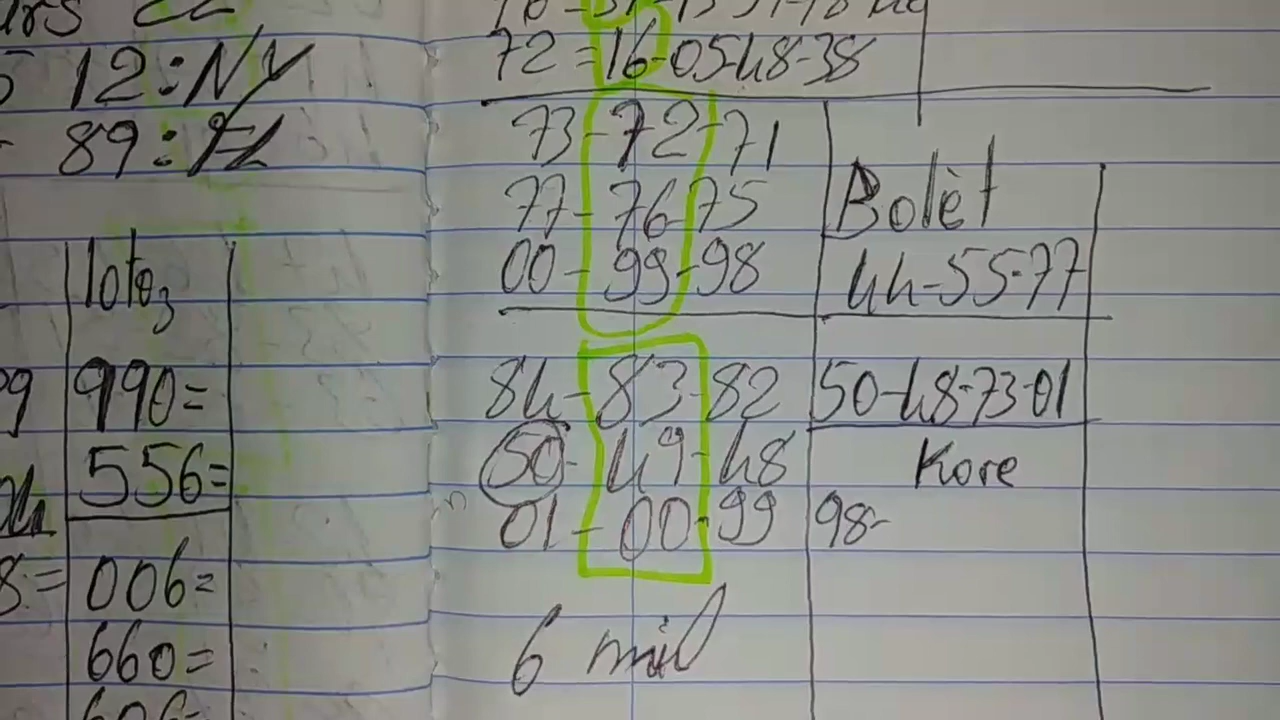 12:NY
89:FL
loto3
990=
556=
006=
8=
660=
72=16-05-48-38
73-72-71
77-76-75
00-99-98
Bolèt
44-55-77
84-83-82
50-49-48
01-00-99
50-48-73-01
Kore
98-
6 mil